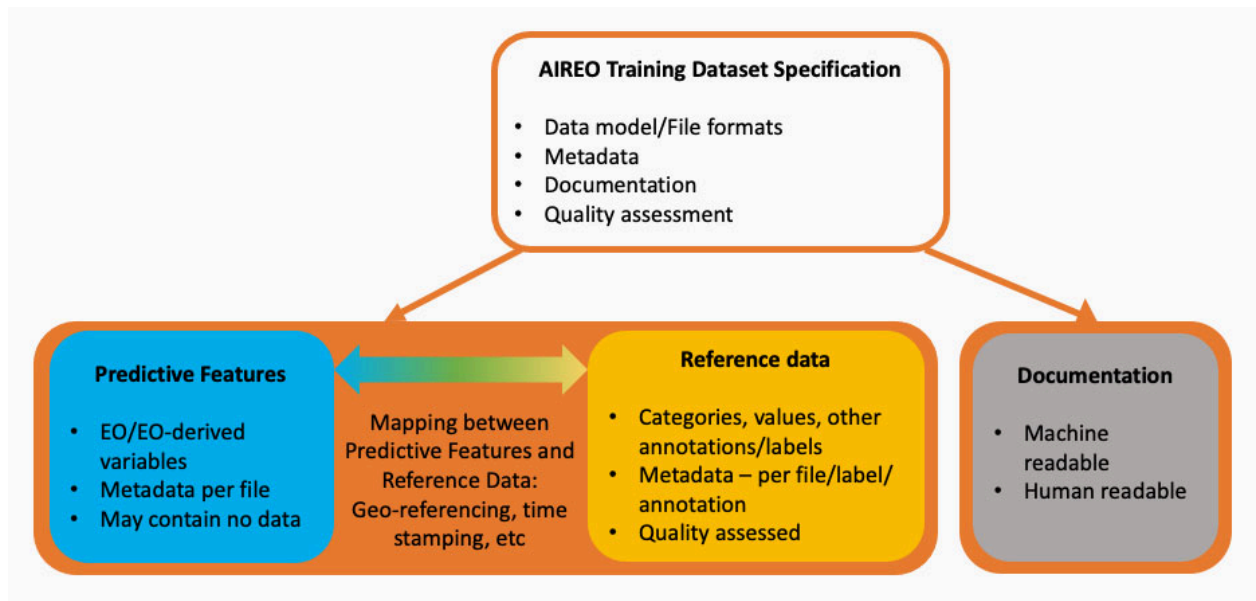 AIREO Training Dataset Specification
• Data model/File formats
• Metadata
• Documentation
• Quality assessment
Predictive Features
• EO/EO-derived
variables
• Metadata per file
• May contain no data
Mapping between
Predictive Features and
Reference Data:
Geo-referencing, time
stamping, etc
Reference data
• Categories, values, other
annotations/labels
• Metadata – per file/label/
annotation
• Quality assessed
Documentation
• Machine
readable
• Human readable